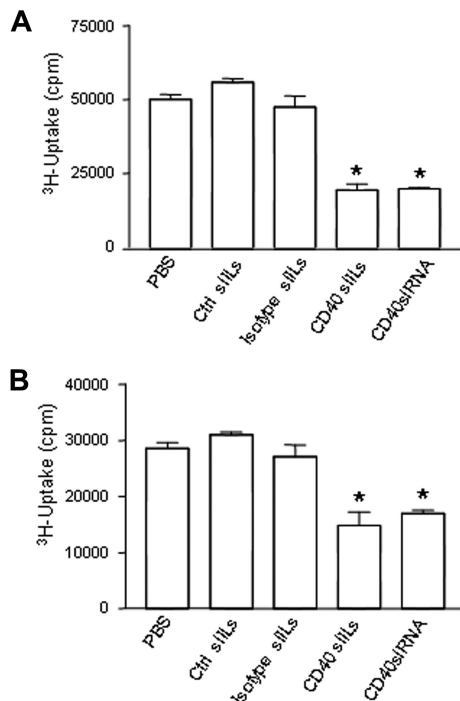 A
³H-Uptake (cpm)
75000
50000
25000
0
*
*
PBS
Ctrl siILs
Isotype siILs
CD40 siILs
CD40siRNA
B
³H-Uptake (cpm)
40000
30000
20000
10000
0
*
*
PBS
Ctrl siILs
Isotype siILs
CD40 siILs
CD40siRNA